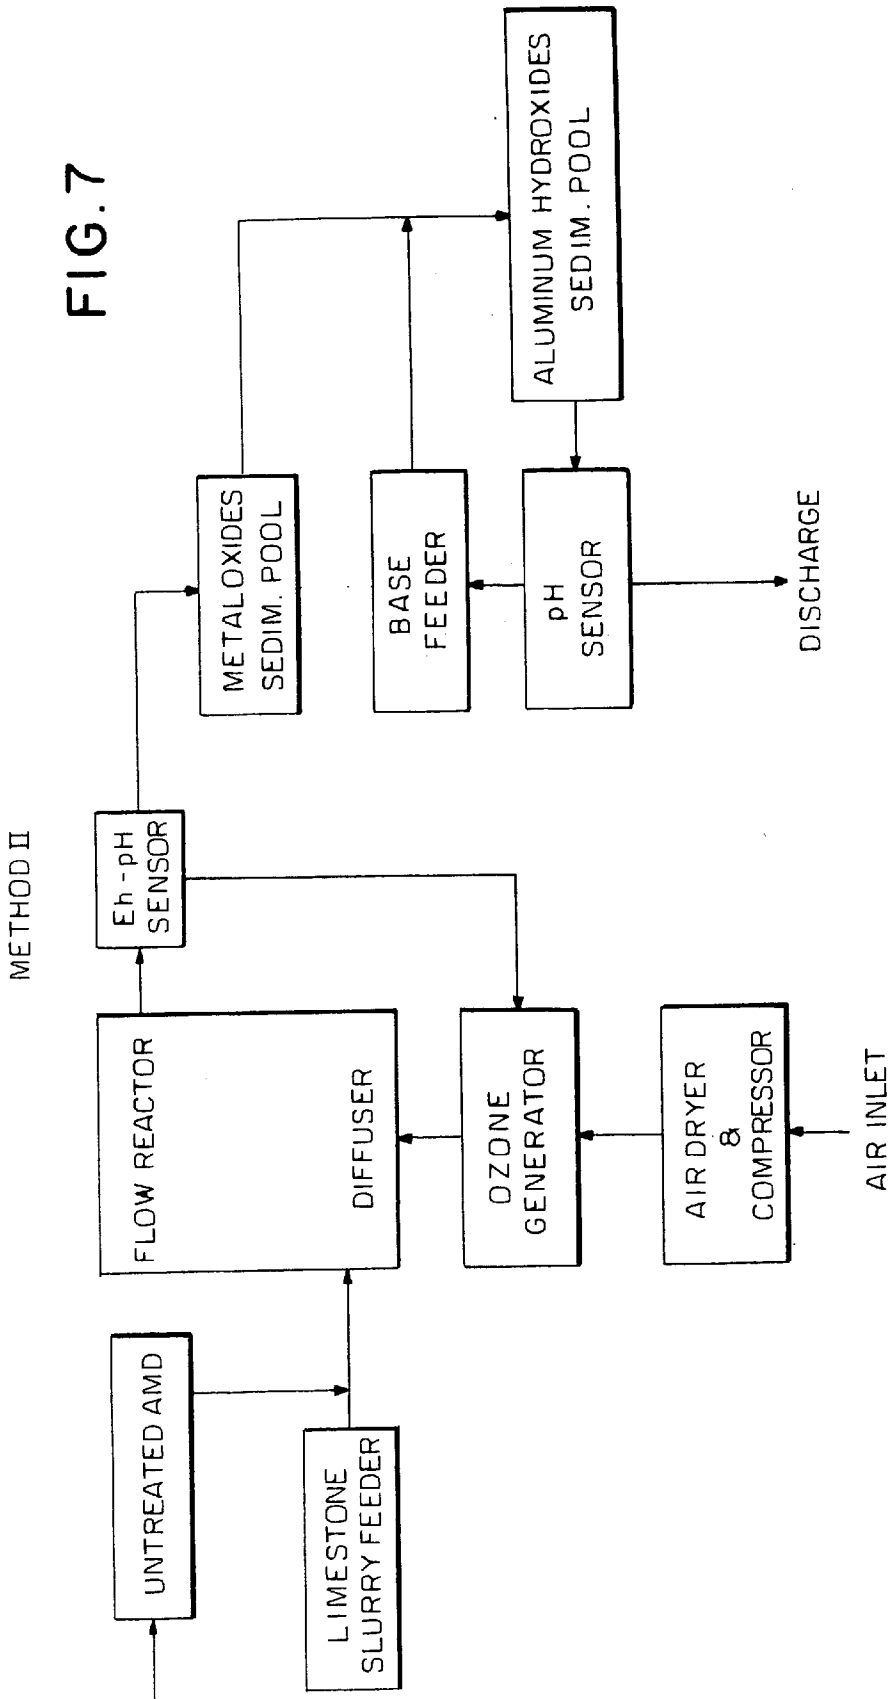 METHOD II
FIG. 7
UNTREATED AMD
LIMESTONE
SLURRY FEEDER
FLOW REACTOR
DIFFUSER
Eh-pH
SENSOR
OZONE
GENERATOR
AIR DRYER
&
COMPRESSOR
AIR INLET
METALOXIDES
SEDIM. POOL
BASE
FEEDER
pH
SENSOR
DISCHARGE
ALUMINUM HYDROXIDES
SEDIM. POOL